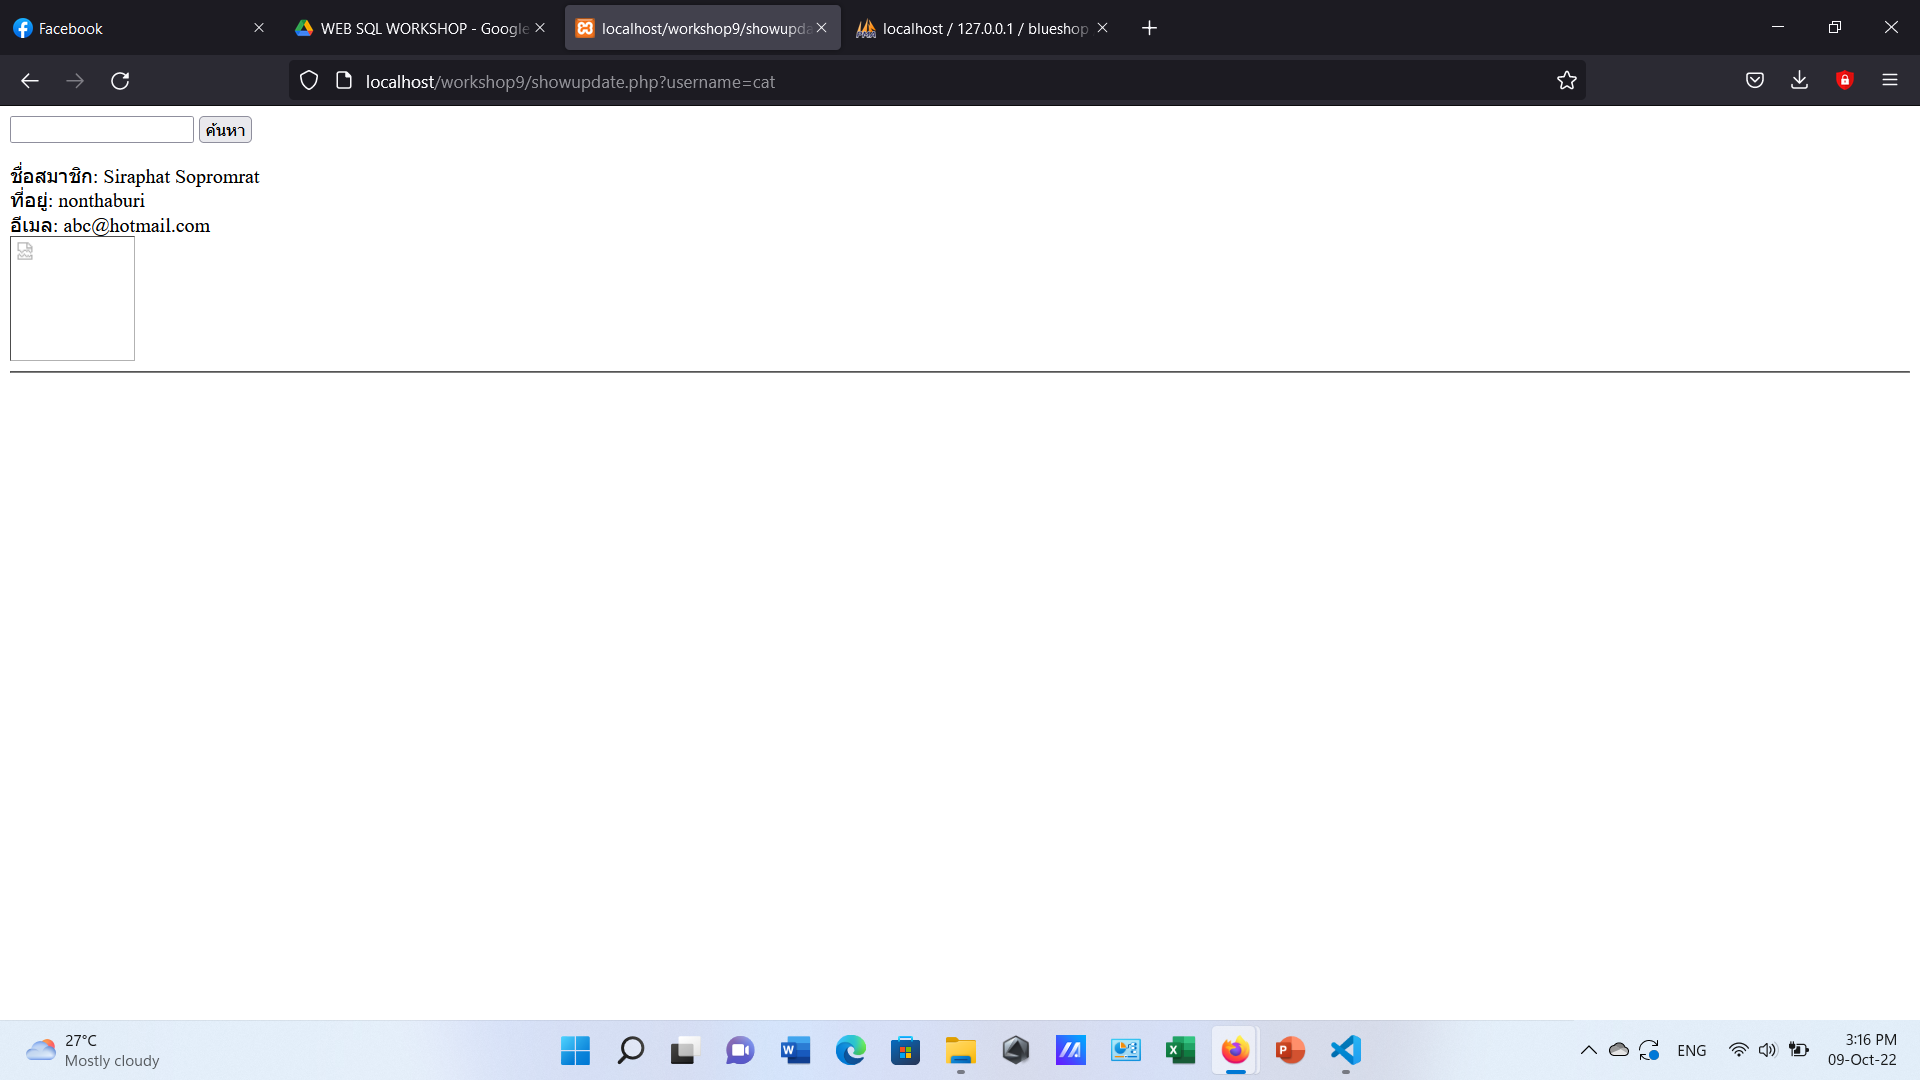 Facebook
WEB SQL WORKSHOP - Google
localhost/workshop9/showupda
localhost / 127.0.0.1 / blueshop
localhost/workshop9/showupdate.php?username=cat
ค้นหา
ชื่อสมาชิก: Siraphat Sopromrat
ที่อยู่: nonthaburi
อีเมล: abc@hotmail.com
27°C
Mostly cloudy
ENG
3:16 PM
09-Oct-22